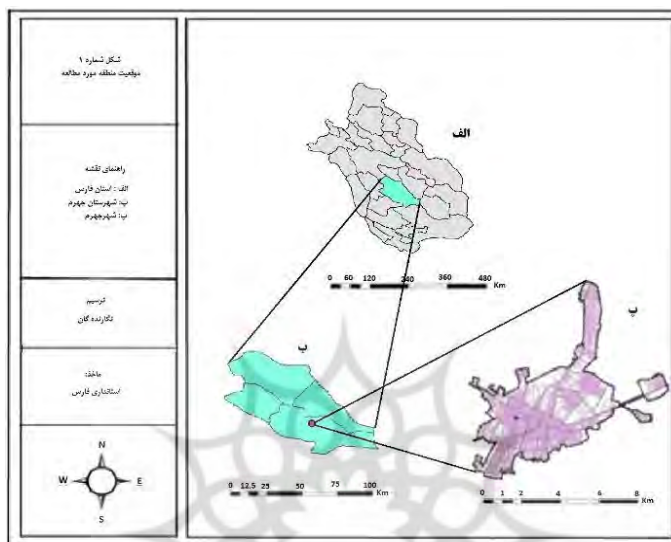 شکل شماره ۱
موقعیت منطقه مورد مطالعه
راهنمای نقشه
الف : استان فارس
ب: شهرستان جهرم
پ: شهرجهرم
ترسیم
نگارنده گان
ماخذ:
استانداری فارس
N
W E
S
الف
0 60 120 240 360 480
Km
ب
0 12.5 25 50 75 100
Km
پ
0 1 2 4 6 8
Km